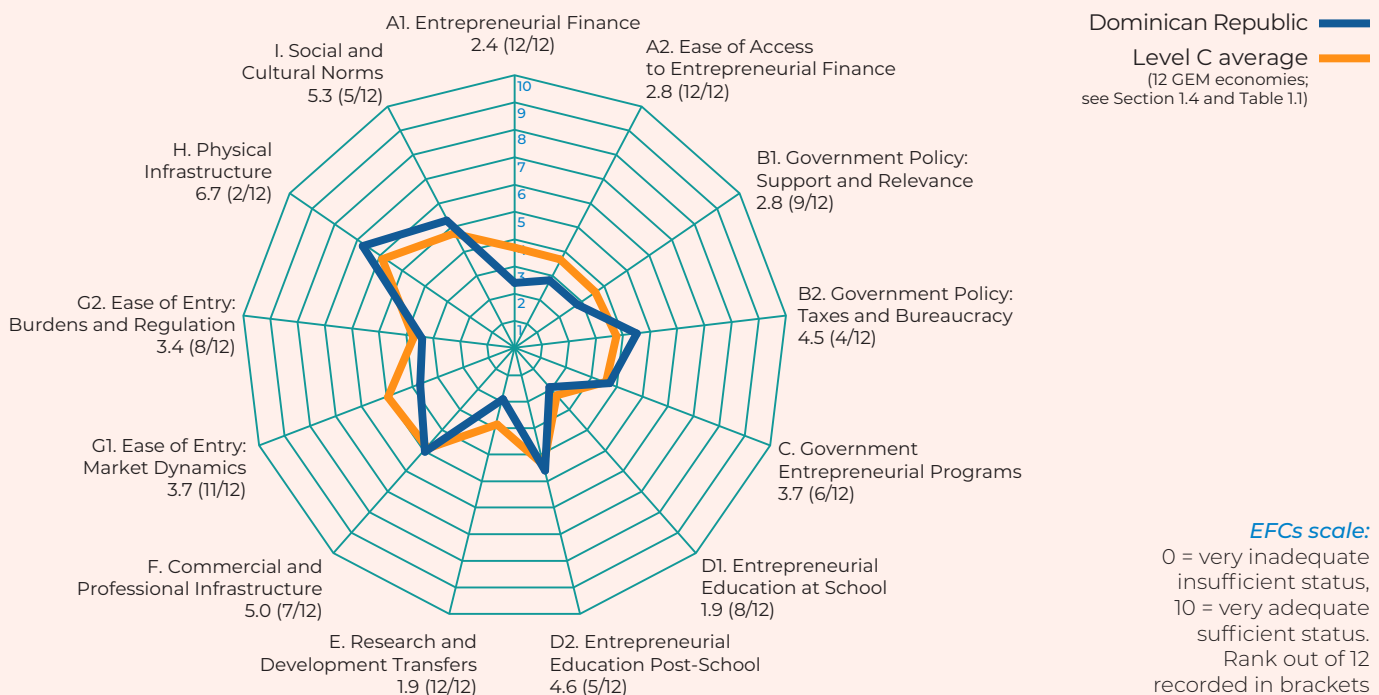 A1. Entrepreneurial Finance
2.4 (12/12)
A2. Ease of Access
to Entrepreneurial Finance
2.8 (12/12)
B1. Government Policy:
Support and Relevance
2.8 (9/12)
B2. Government Policy:
Taxes and Bureaucracy
4.5 (4/12)
C. Government
Entrepreneurial Programs
3.7 (6/12)
D1. Entrepreneurial
Education at School
1.9 (8/12)
D2. Entrepreneurial
Education Post-School
4.6 (5/12)
E. Research and
Development Transfers
1.9 (12/12)
F. Commercial and
Professional Infrastructure
5.0 (7/12)
G1. Ease of Entry:
Market Dynamics
3.7 (11/12)
G2. Ease of Entry:
Burdens and Regulation
3.4 (8/12)
H. Physical
Infrastructure
6.7 (2/12)
I. Social and
Cultural Norms
5.3 (5/12)
10
9
8
7
6
5
3
2
1
Dominican Republic
Level C average
(12 GEM economies;
see Section 1.4 and Table 1.1)
EFCs scale:
0 = very inadequate
insufficient status,
10 = very adequate
sufficient status.
Rank out of 12
recorded in brackets